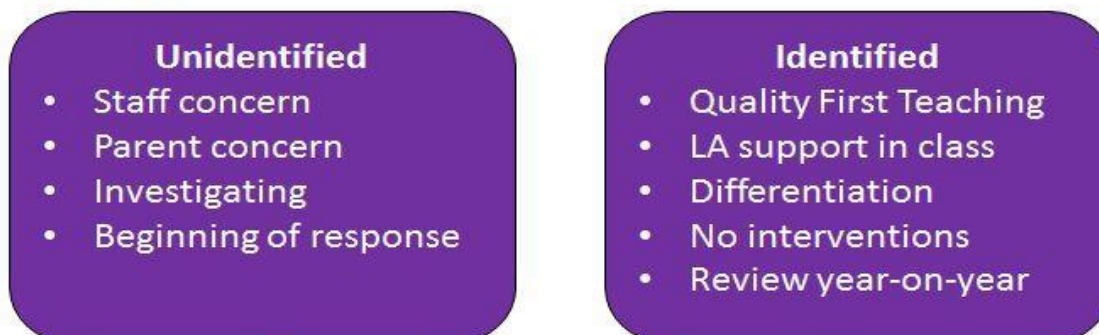 Unidentified
• Staff concern
• Parent concern
• Investigating
• Beginning of response
Identified
• Quality First Teaching
• LA support in class
• Differentiation
• No interventions
• Review year-on-year